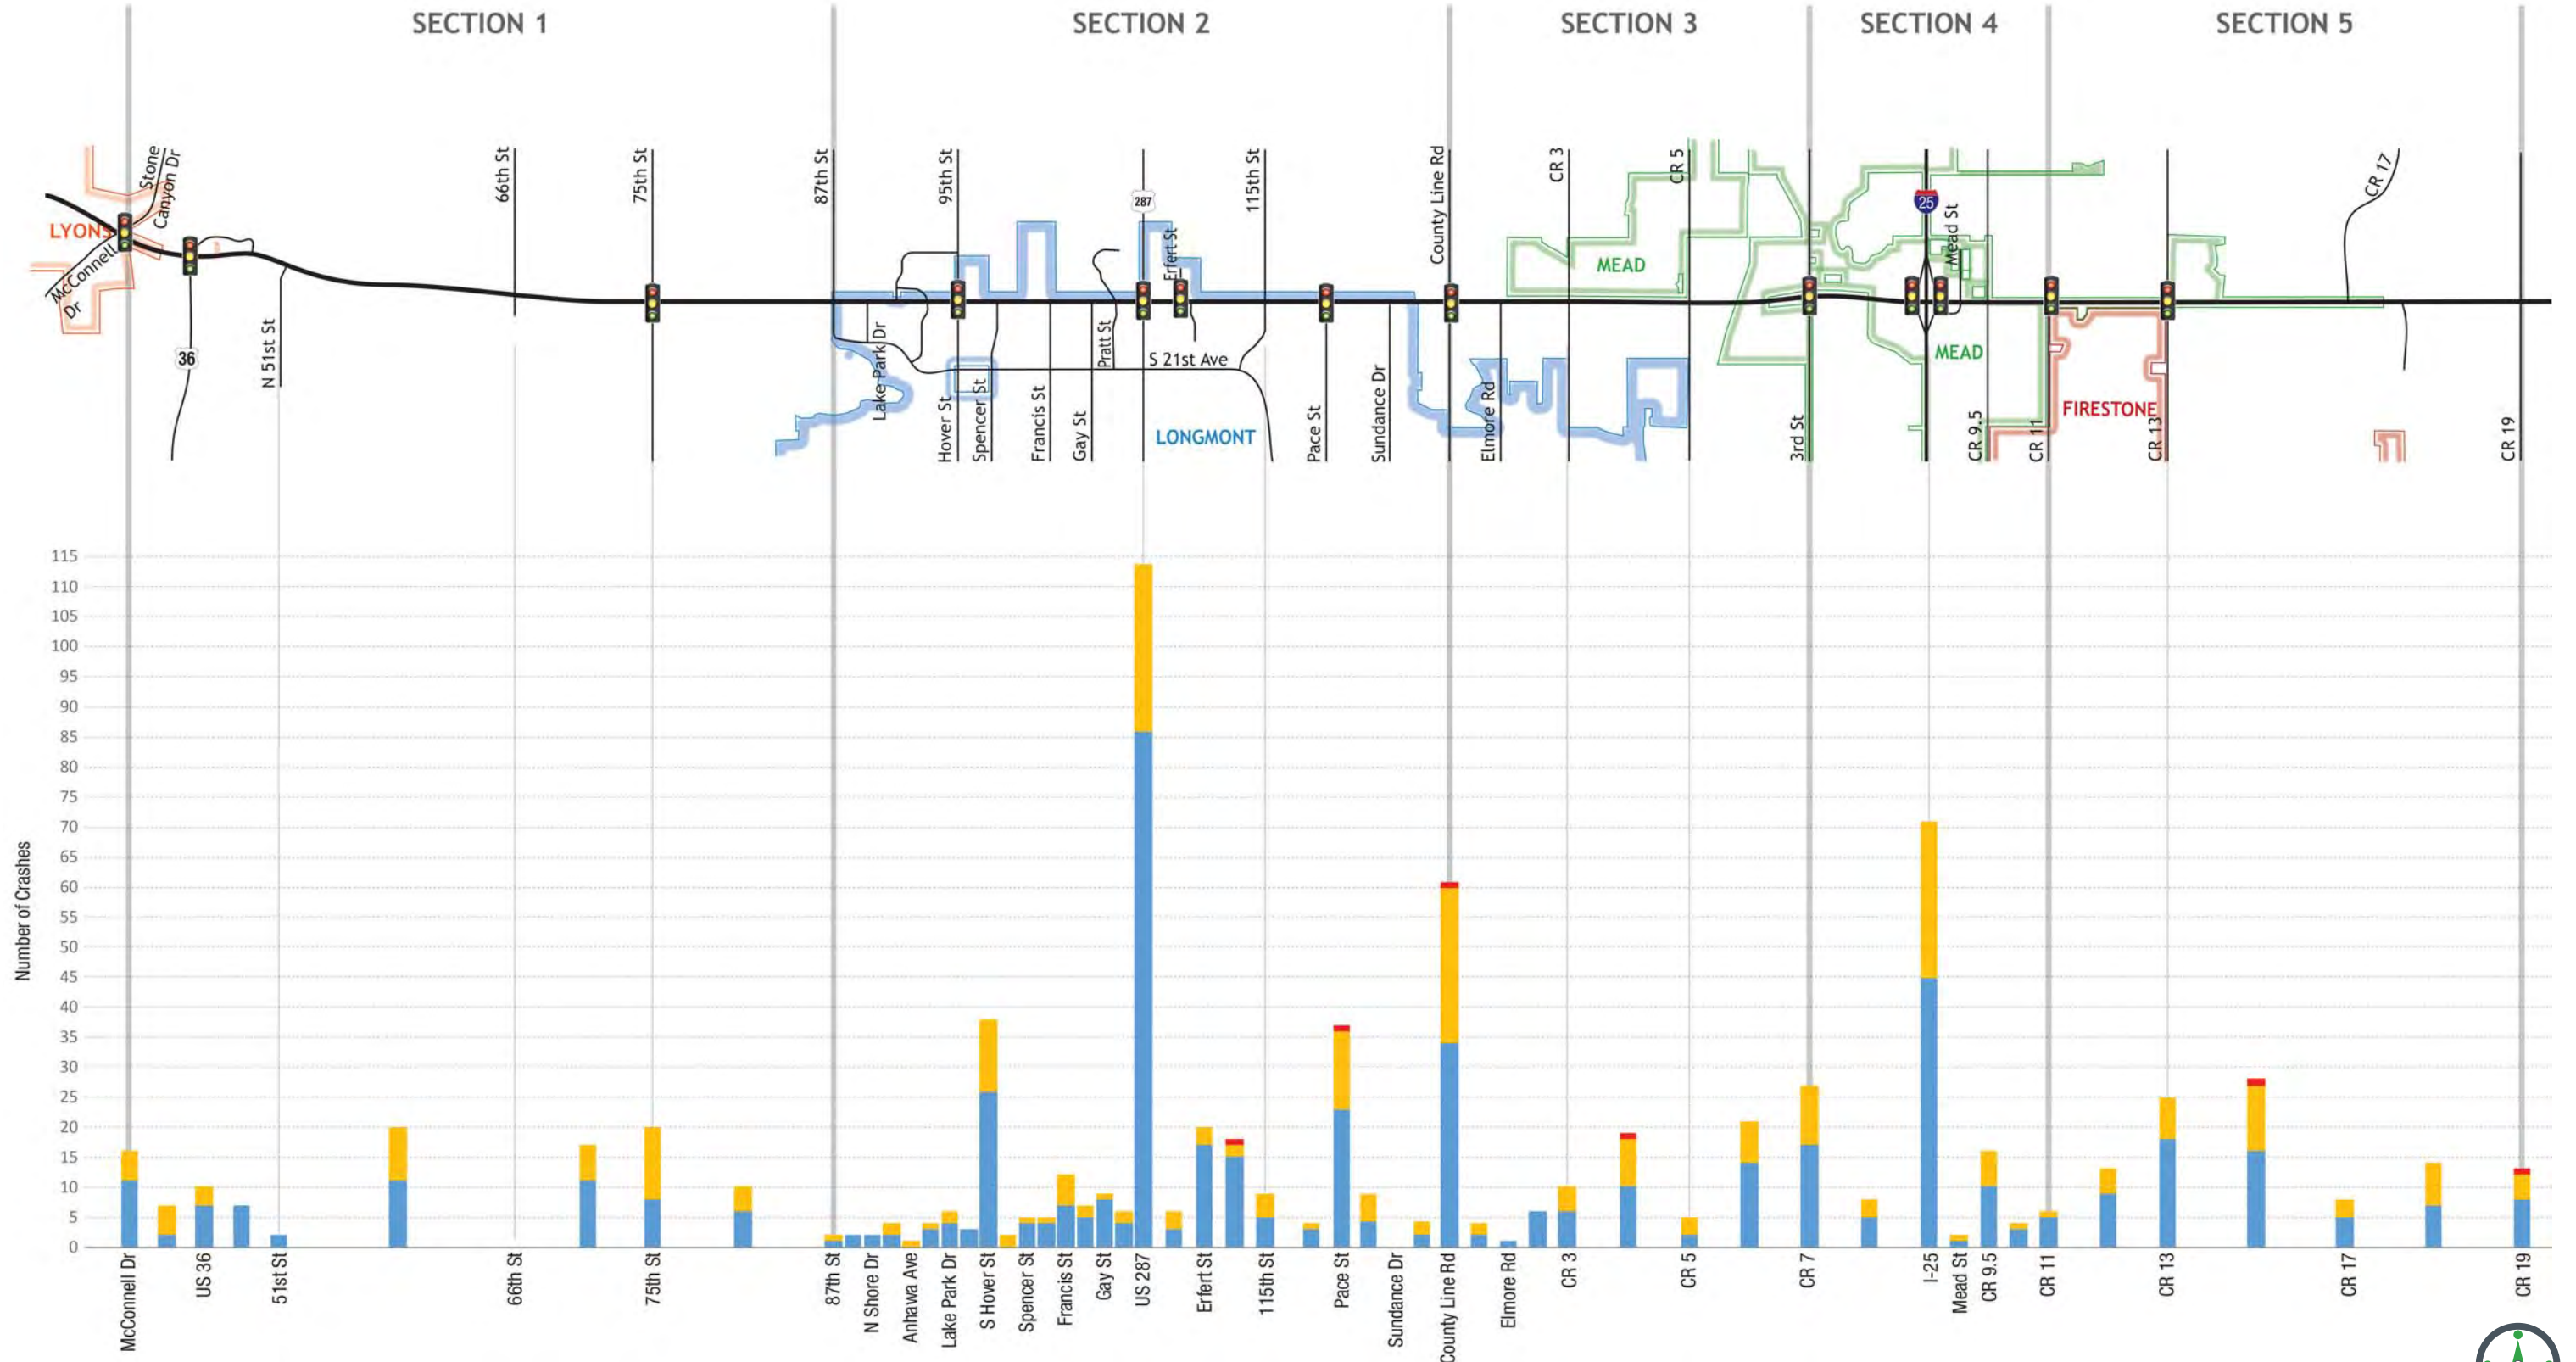 SECTION 1
SECTION 2
SECTION 3
SECTION 4
SECTION 5
Stone
Canyon Dr
66th St
75th St
87th St
95th St
287
115th St
County Line Rd
CR 3
CR 5
25
Mead St
CR 17
LYONS
McConnell
Dr
36
N 51st St
Erfert St
MEAD
Lake Park Dr
Pratt St
S 21st Ave
MEAD
Hover St
Spencer St
Francis St
Gay St
LONGMONT
Pace St
Sundance Dr
Elmore Rd
3rd St
CR 9.5
CR 11
FIRESTONE
CR 13
CR 19
Number of Crashes
115
110
105
100
95
90
85
80
75
70
65
60
55
50
45
40
35
30
25
20
15
10
5
0
McConnell Dr
US 36
51st St
66th St
75th St
87th St
N Shore Dr
Anhawa Ave
Lake Park Dr
S Hover St
Spencer St
Francis St
Gay St
US 287
Erfert St
115th St
Pace St
Sundance Dr
County Line Rd
Elmore Rd
CR 3
CR 5
CR 7
I-25
Mead St
CR 9.5
CR 11
CR 13
CR 17
CR 19